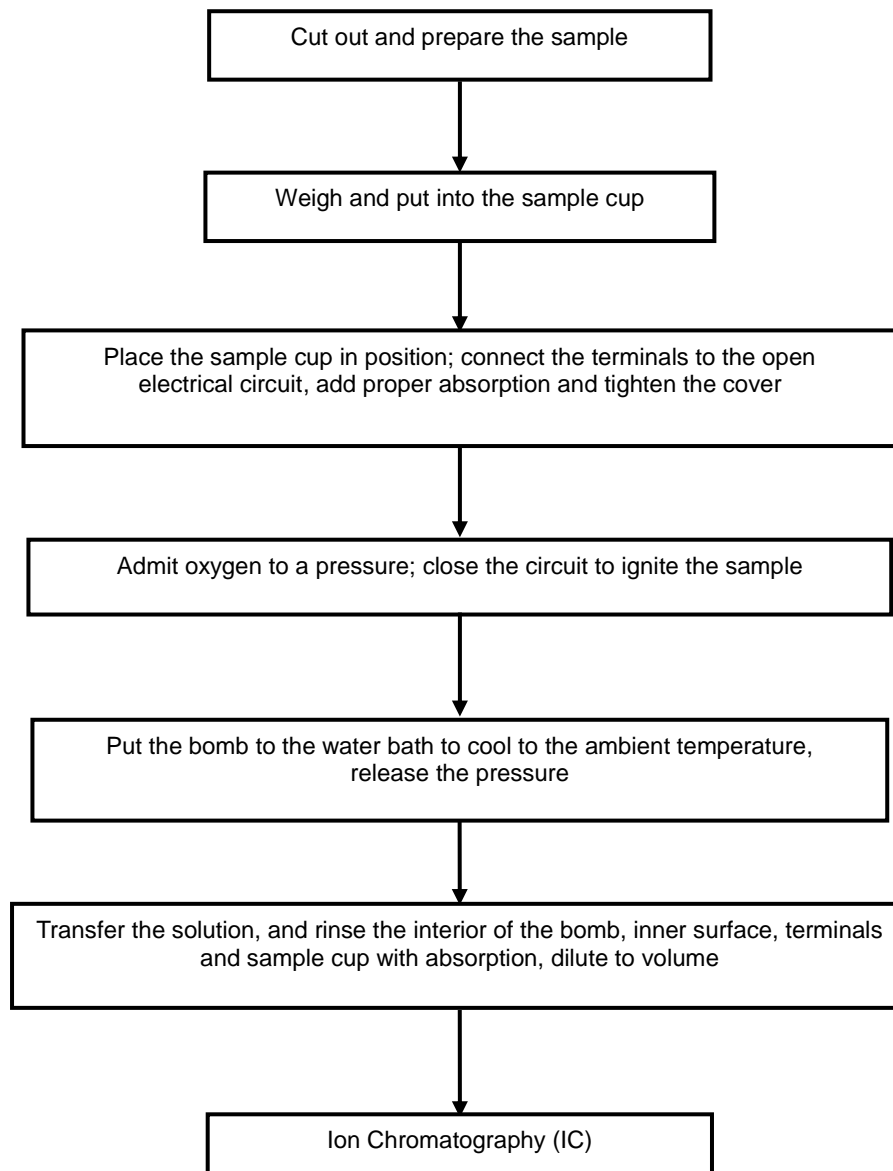 Cut out and prepare the sample
Weigh and put into the sample cup
Place the sample cup in position; connect the terminals to the open
electrical circuit, add proper absorption and tighten the cover
Admit oxygen to a pressure; close the circuit to ignite the sample
Put the bomb to the water bath to cool to the ambient temperature,
release the pressure
Transfer the solution, and rinse the interior of the bomb, inner surface, terminals
and sample cup with absorption, dilute to volume
Ion Chromatography (IC)